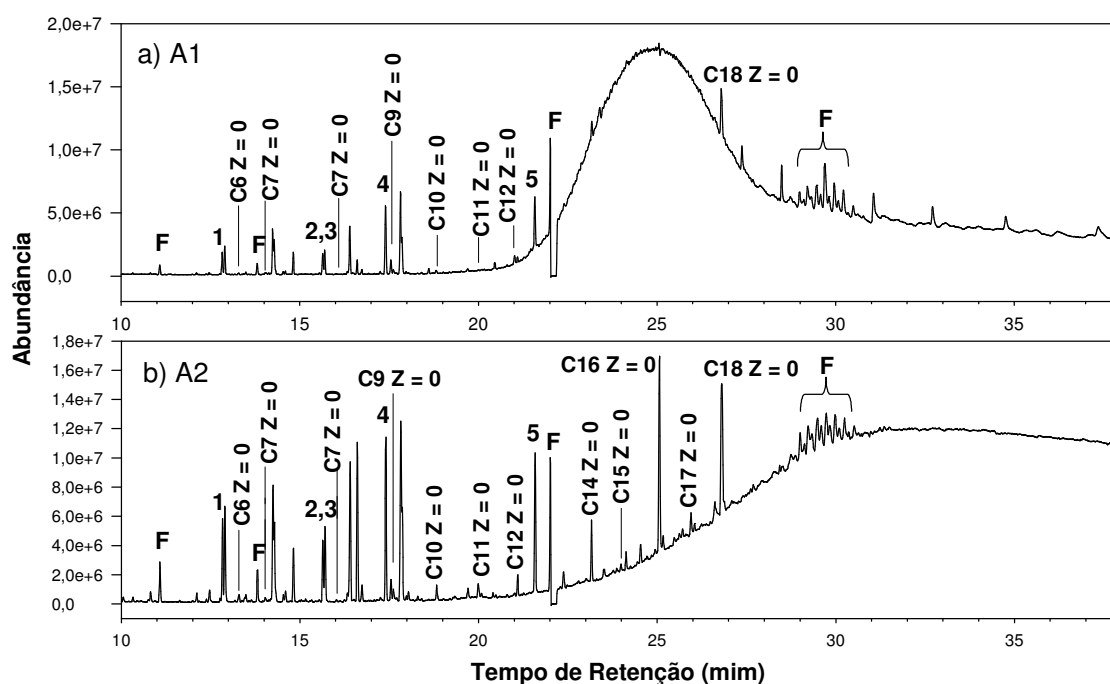 Abundância
a) A1
2,0e+7
1,5e+7
1,0e+7
5,0e+6
0,0
F
1
C6 Z = 0
F
C7 Z = 0
2,3
C7 Z = 0
4
C9 Z = 0
C10 Z = 0
C11 Z = 0
C12 Z = 0
5
F
C18 Z = 0
F
10 15 20 25 30 35
b) A2
1,8e+7
1,6e+7
1,4e+7
1,2e+7
1,0e+7
8,0e+6
6,0e+6
4,0e+6
2,0e+6
0,0
F
1
C6 Z = 0
F
C7 Z = 0
2,3
C7 Z = 0
4
C9 Z = 0
C10 Z = 0
C11 Z = 0
C12 Z = 0
5
F
C14 Z = 0
C15 Z = 0
C16 Z = 0
C17 Z = 0
C18 Z = 0
F
10 15 20 25 30 35
Tempo de Retenção (mim)